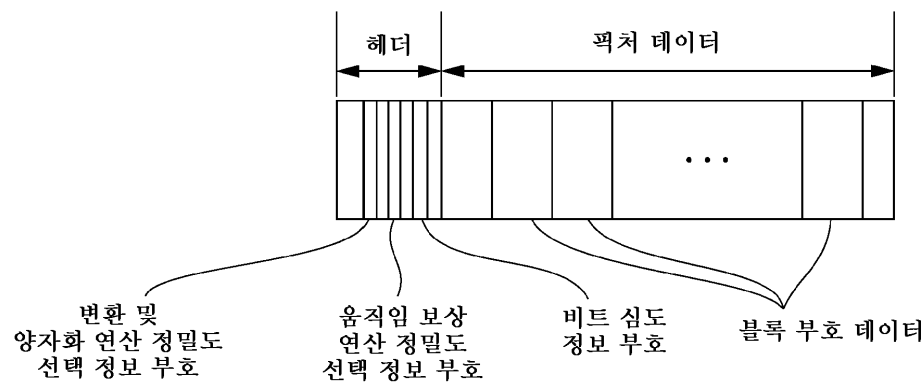 헤더
픽처 데이터
변환 및
양자화 연산 정밀도
선택 정보 부호
움직임 보상
연산 정밀도
선택 정보 부호
비트 심도
정보 부호
블록 부호 데이터